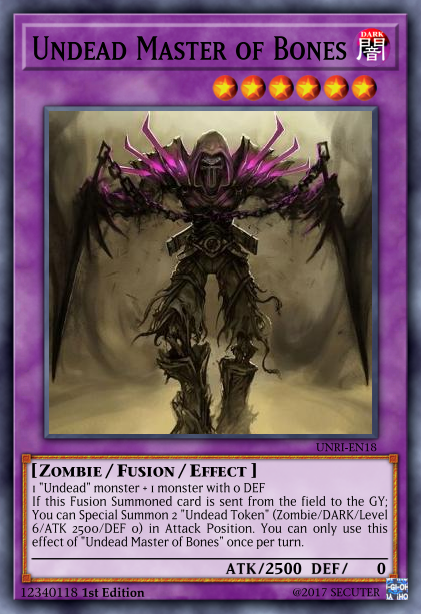 Undead Master of Bones
DARK
闇
UNRI-EN18
[Zombie / Fusion / Effect]
1 "Undead" monster + 1 monster with 0 DEF
If this Fusion Summoned card is sent from the field to the GY;
You can Special Summon 2 "Undead Token" (Zombie/DARK/Level
6/ATK 2500/DEF 0) in Attack Position. You can only use this
effect of "Undead Master of Bones" once per turn.
ATK/2500 DEF/ 0
12340118 1st Edition ©2017 SECUTER